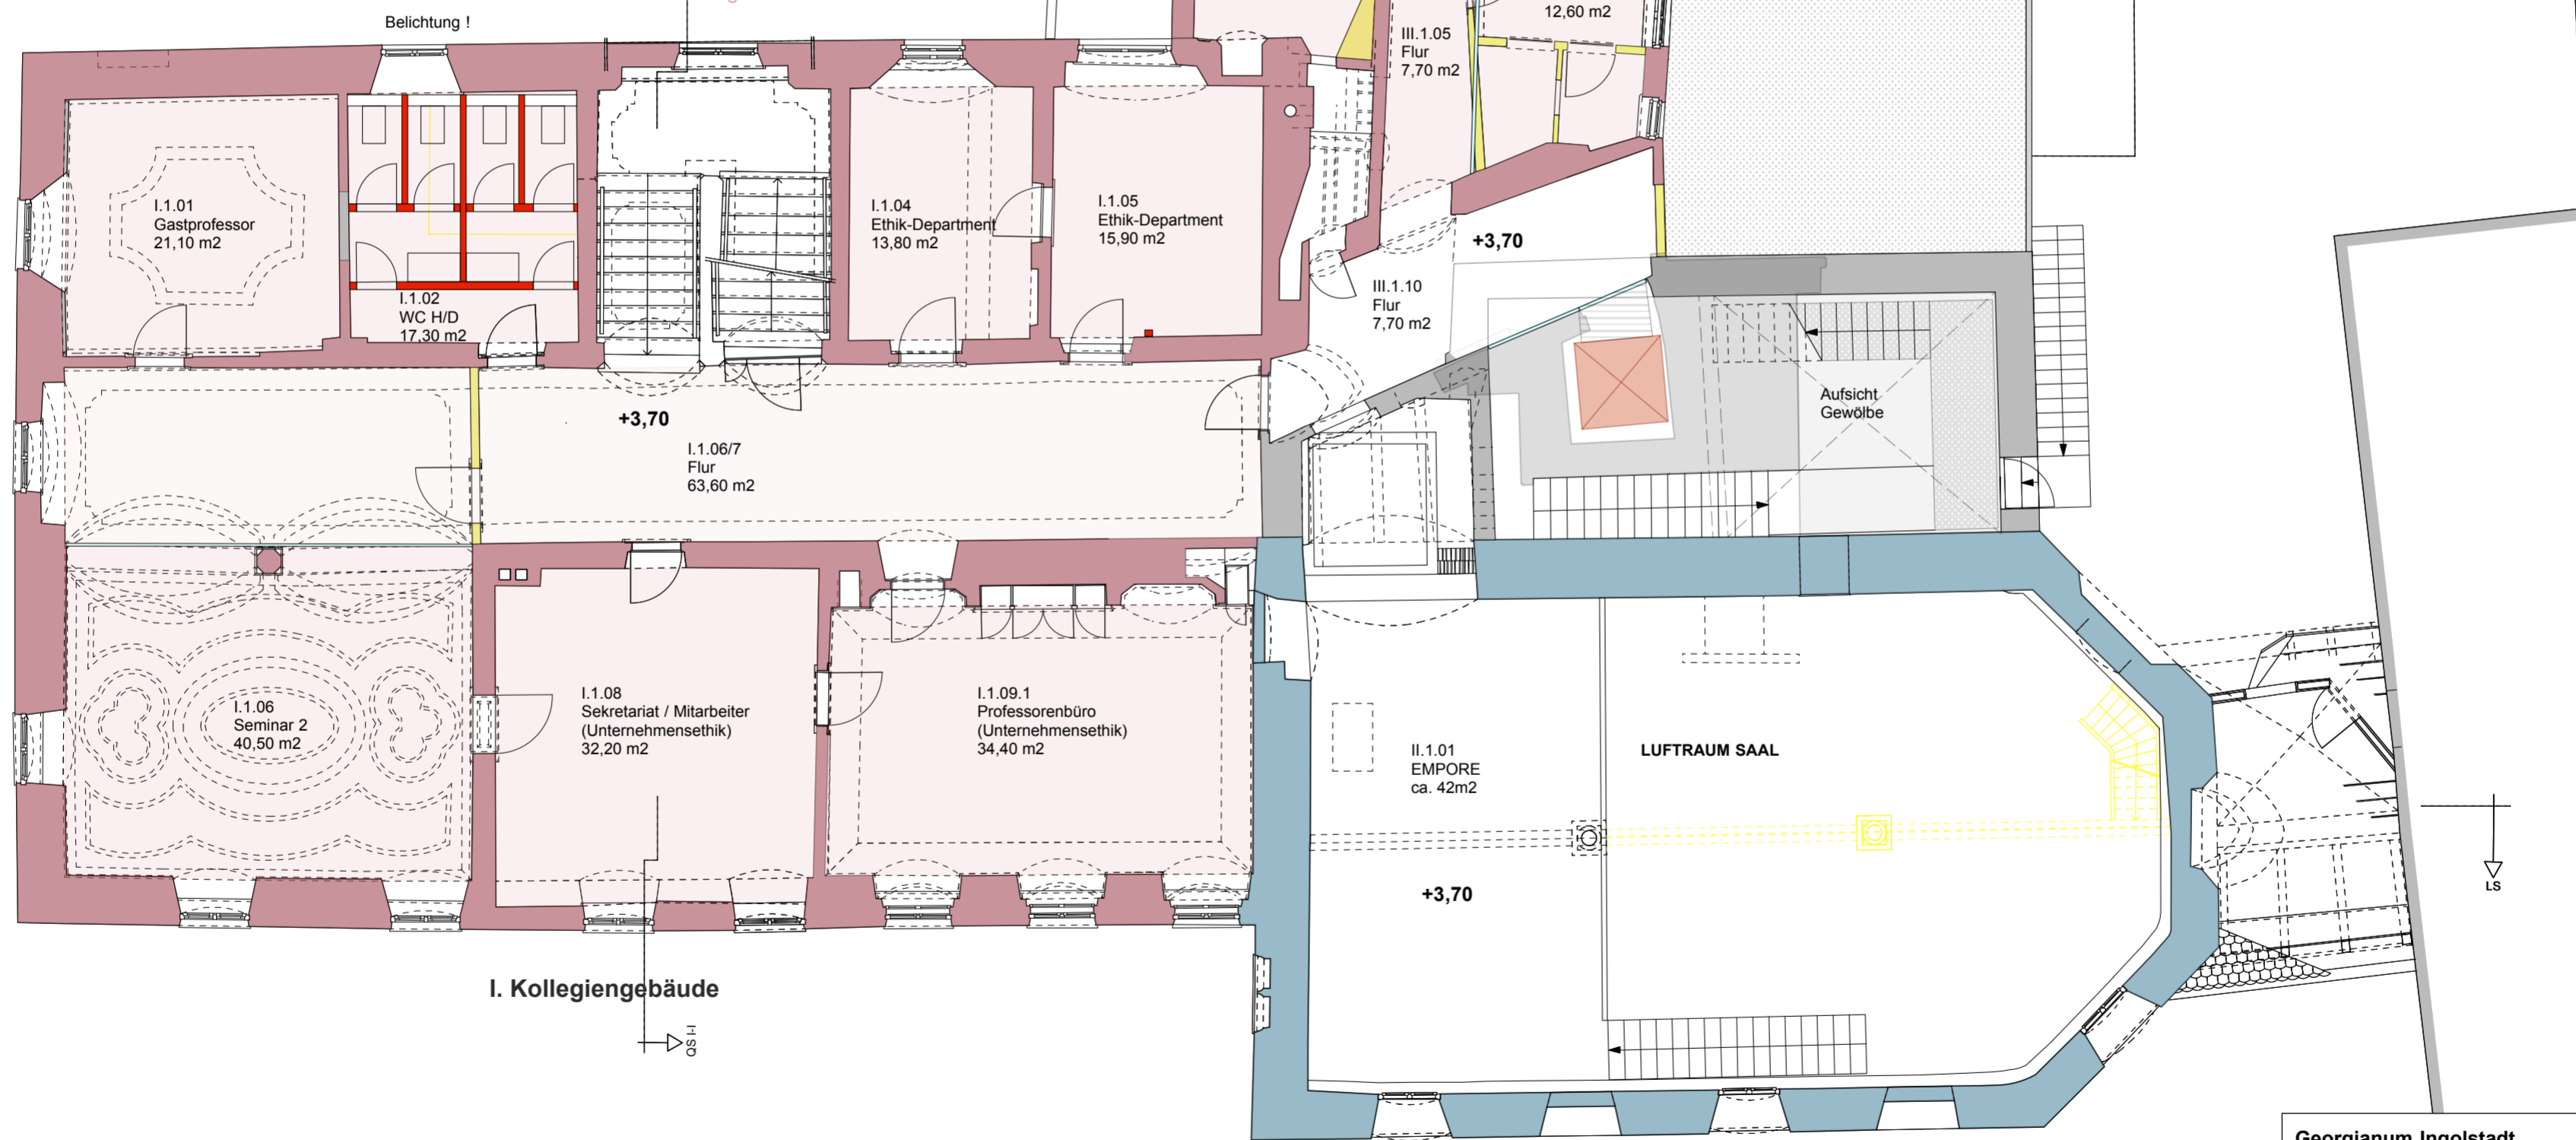 Belichtung !
12,60 m2
III.1.05
Flur
7,70 m2
I.1.01
Gastprofessor
21,10 m2
I.1.02
WC H/D
17,30 m2
I.1.04
Ethik-Department
13,80 m2
I.1.05
Ethik-Department
15,90 m2
+3,70
III.1.10
Flur
7,70 m2
Aufsicht
Gewölbe
+3,70
I.1.06/7
Flur
63,60 m2
I.1.06
Seminar 2
40,50 m2
I.1.08
Sekretariat / Mitarbeiter
(Unternehmensethik)
32,20 m2
I.1.09.1
Professorenbüro
(Unternehmensethik)
34,40 m2
II.1.01
EMPORE
ca. 42m2
LUFTRAUM SAAL
+3,70
LS
I. Kollegiengebäude
QS I-I
Georgianum Ingolstadt